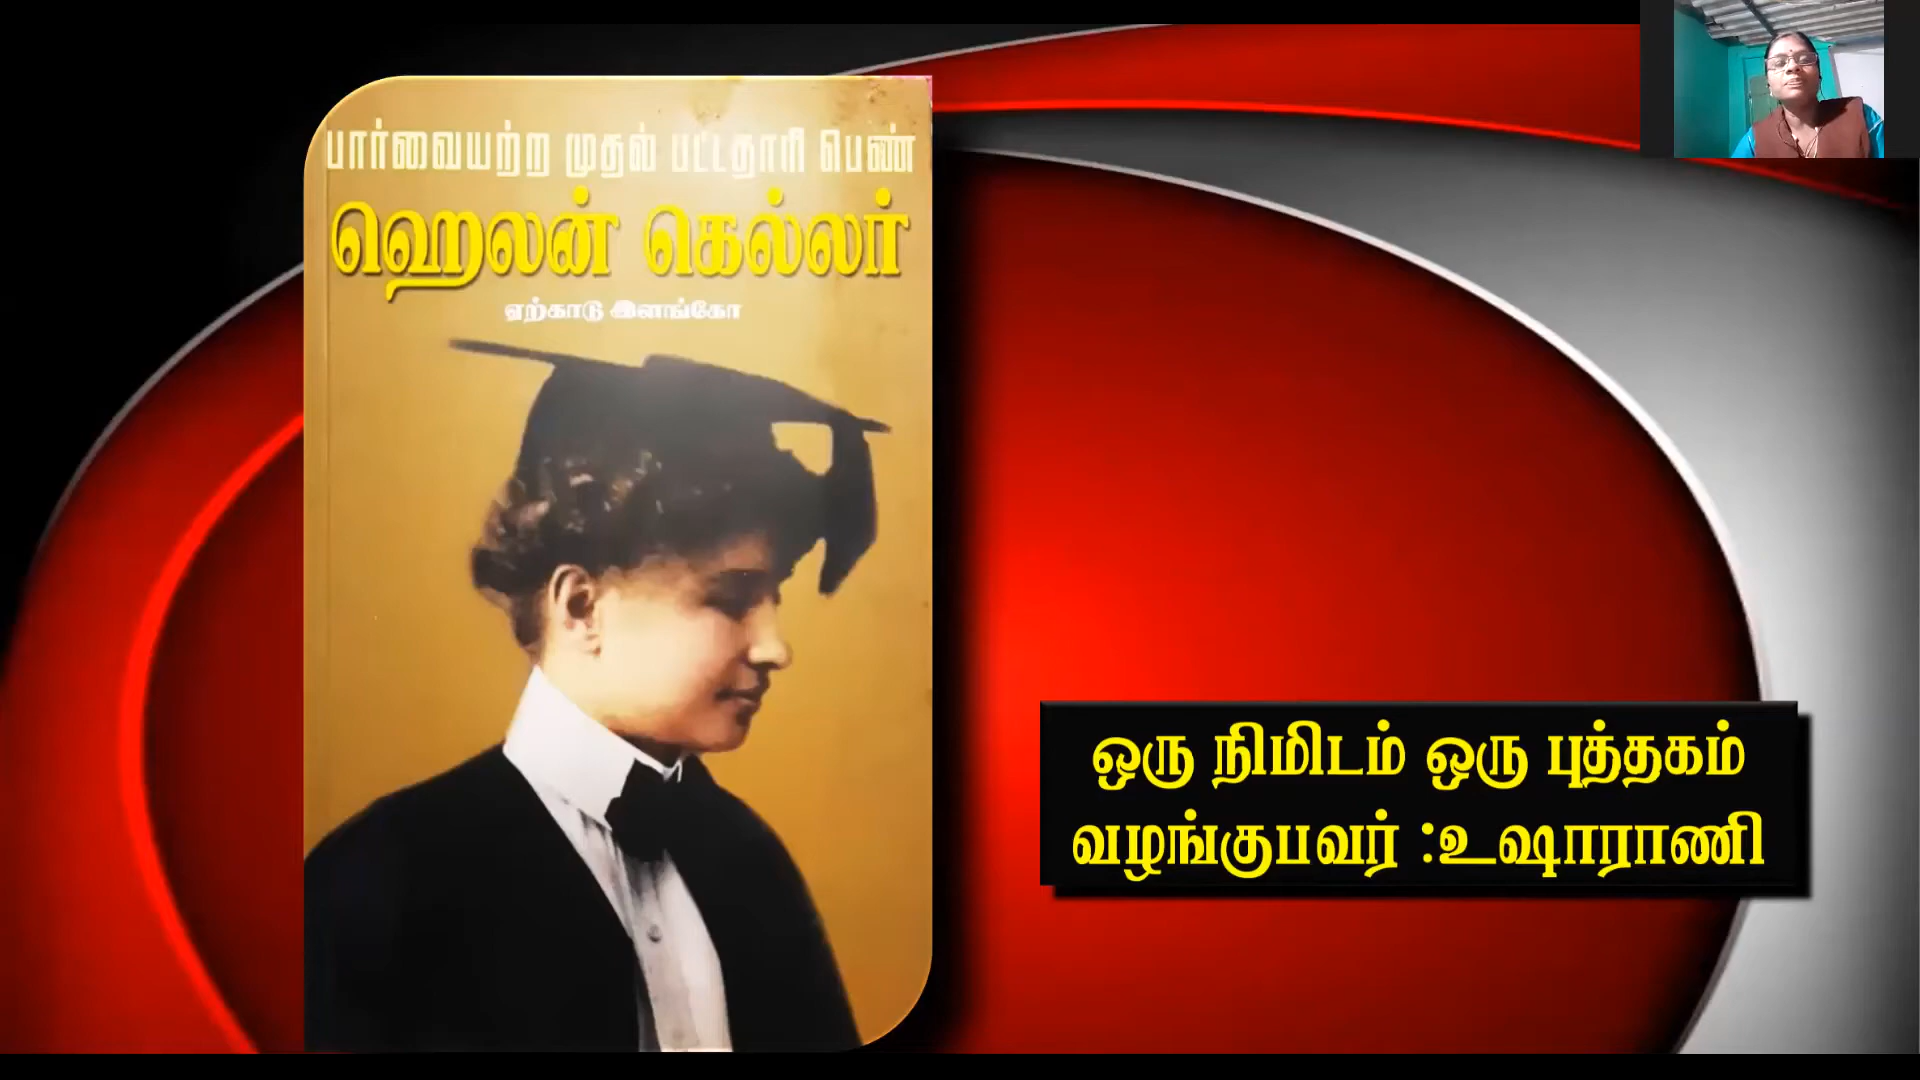 பார்வையற்ற முதல் பட்டதாரி பெண்
ஹெலன் கெல்லர்
ஏற்காடு இளங்கோ
ஒரு நிமிடம் ஒரு புத்தகம்
வழங்குபவர் :உஷாராணி